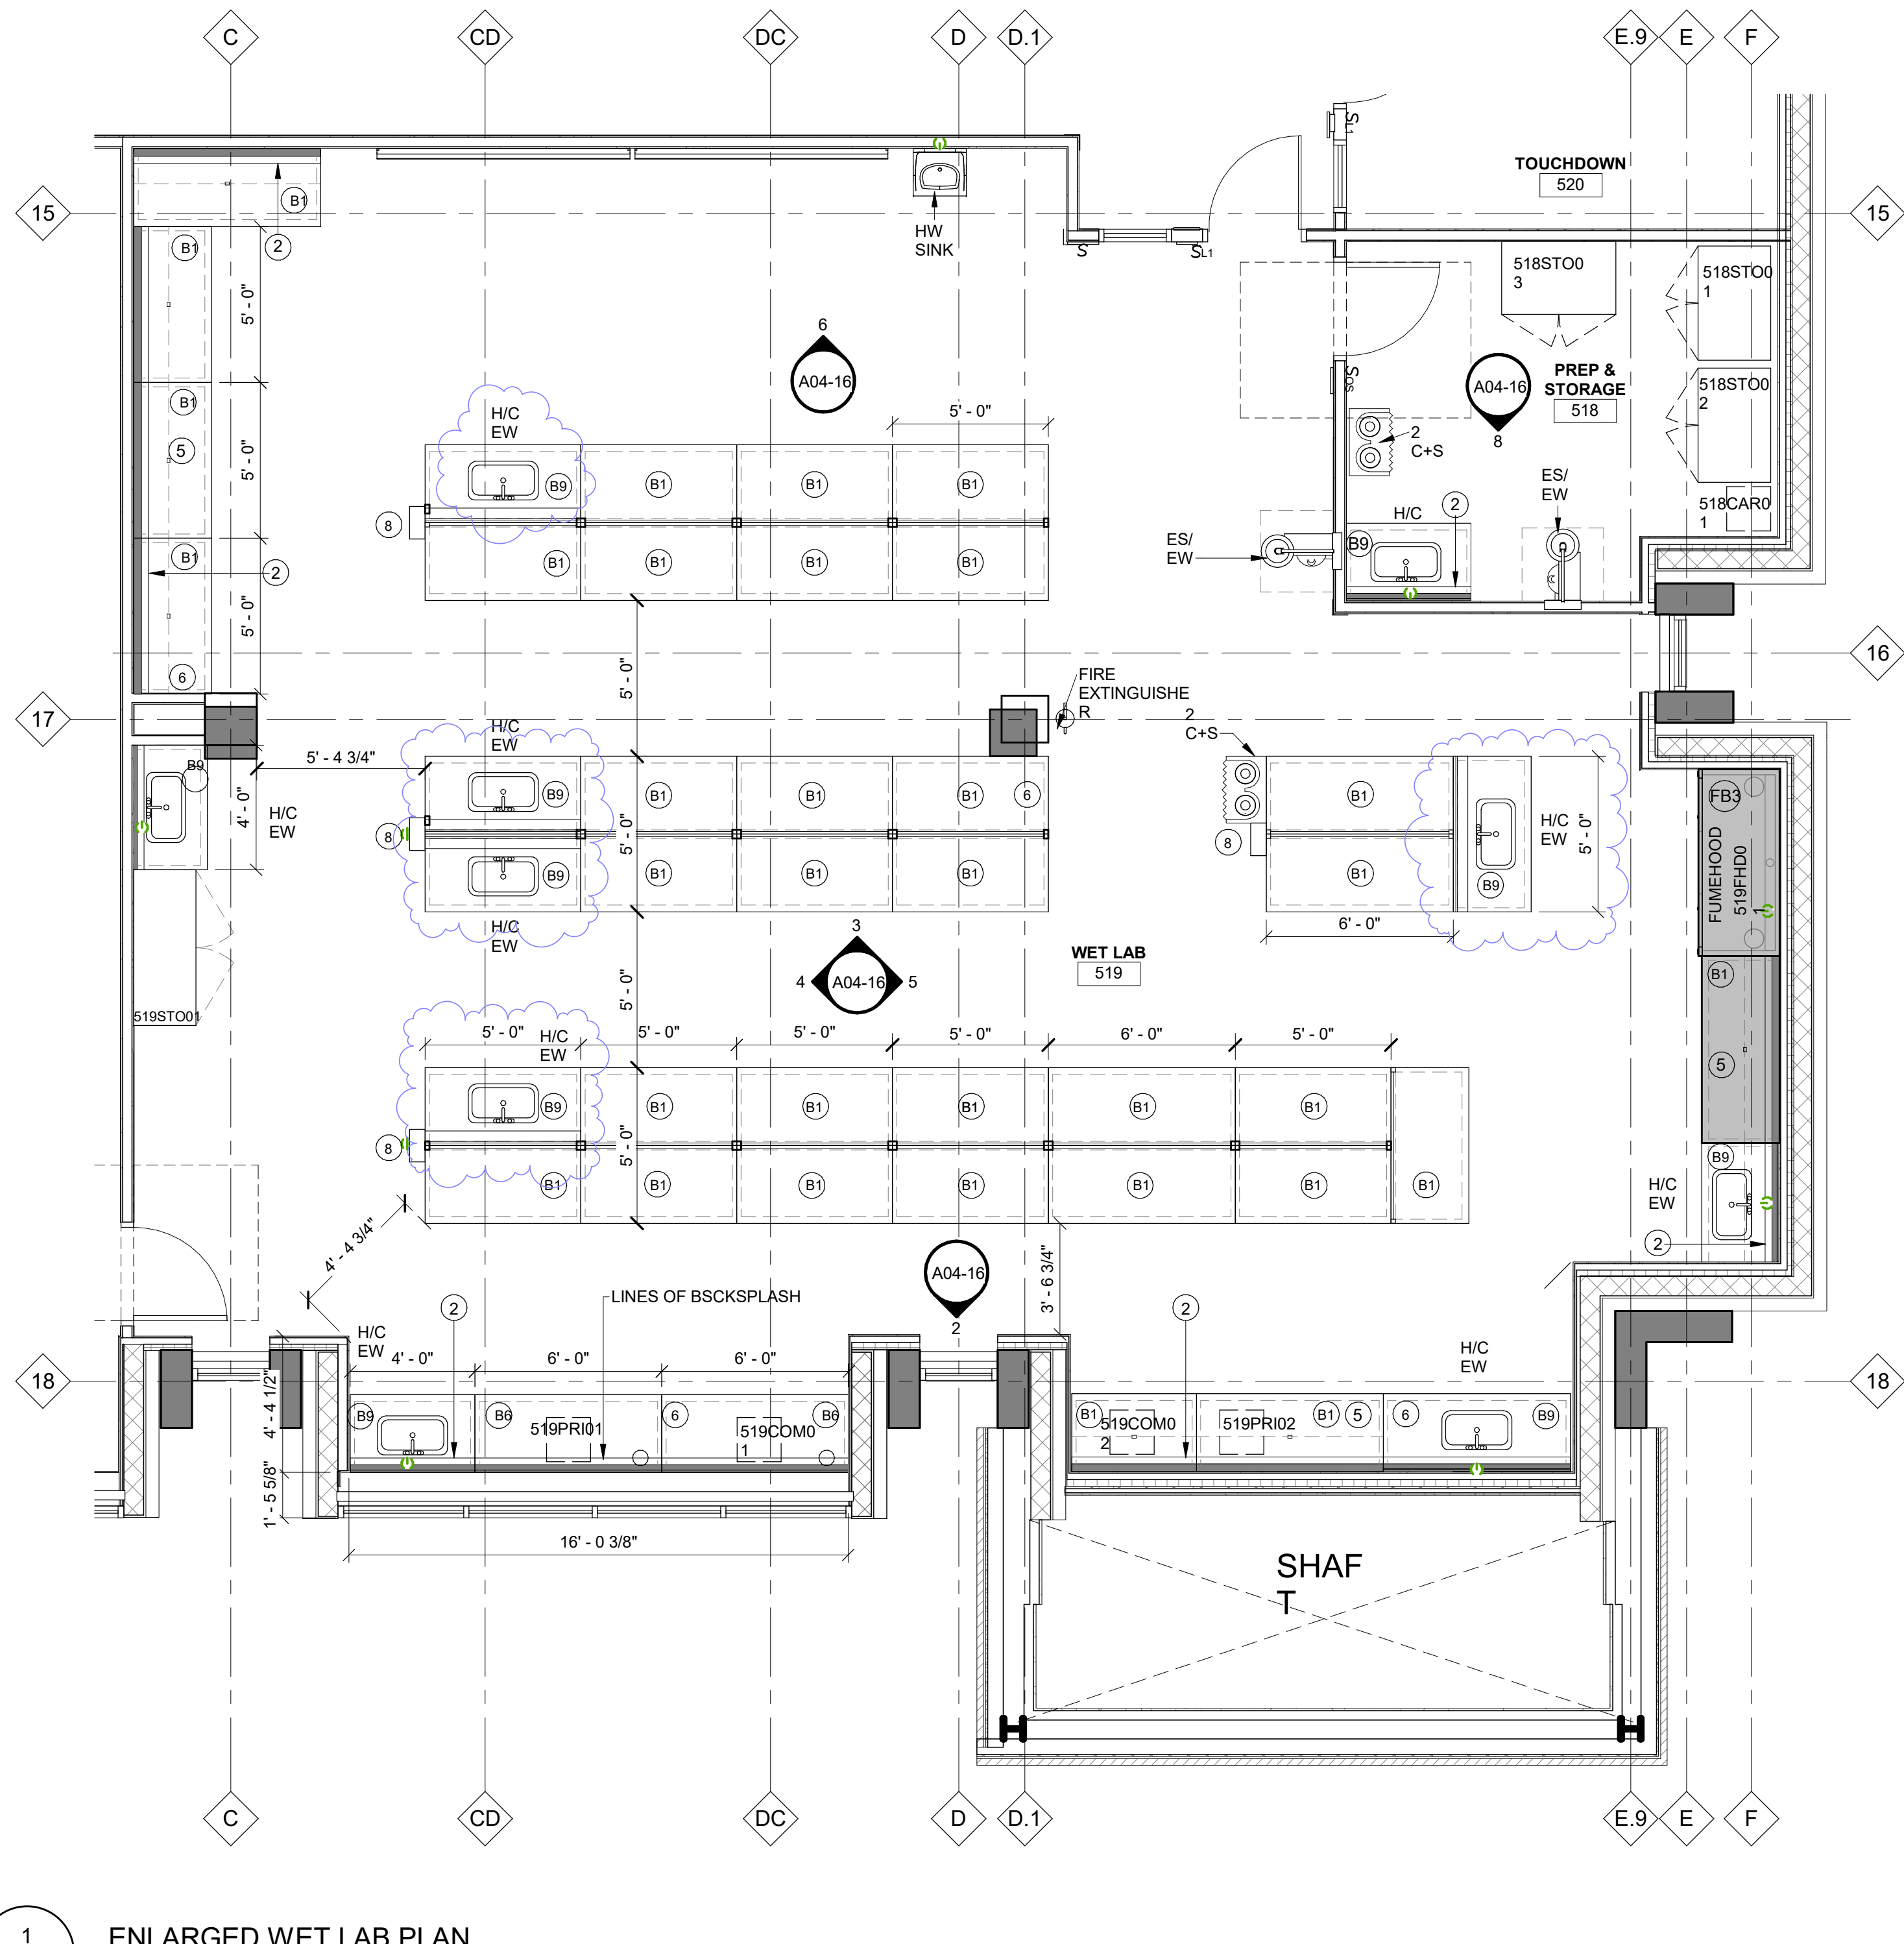 C CD DC D D.1 E.9 E F
SL1
TOUCHDOWN
520
15 15
B1
2
HW
SINK
S SL1
B1
5' - 0"
518STO0
3
518STO0
1
6
A04-16
PREP &
STORAGE
518
A04-16
8
518STO0
2
SOS
B1
5
5' - 0"
H/C
EW
5' - 0"
2
C+S
B9 B1 B1 B1
8
B1 B1 B1 B1
ES/
EW
518CAR0
1
H/C
2
B9
ES/
EW
B1
2
5' - 0"
6
5' - 0"
16
17
FIRE
EXTINGUISHE
R
2
C+S
H/C
EW
5' - 4 3/4"
B9
4' - 0"
H/C
EW
B9 B1 B1 B1 6
8
5' - 0"
B9 B1 B1 B1
H/C
EW
B1
8
B1
B9
H/C
EW
5' - 0"
6' - 0"
FB3
FUMEHOOD
519FHD0
1
WET LAB
519
3
4 A04-16 5
5' - 0"
519STO01
B1
5
5' - 0" 5' - 0" 5' - 0" 5' - 0" 6' - 0" 5' - 0"
H/C
EW
B9 B1 B1 B1 B1 B1
8
5' - 0"
B1 B1 B1 B1 B1 B1 B1
B9
H/C
EW
2
4' - 4 3/4"
3' - 6 3/4"
A04-16
2
2
LINES OF BSCKSPLASH
2
H/C
EW
4' - 0" 6' - 0" 6' - 0"
H/C
EW
18 18
4' - 4 1/2"
B9 B6 519PRI01 6 519COM0
1
B6
B1 519COM0
2
519PRI02 B1 5 6 B9
1' - 5 5/8"
16' - 0 3/8"
SHAF
T
C CD DC D D.1 E.9 E F
1
ENLARGED WET LAB PLAN